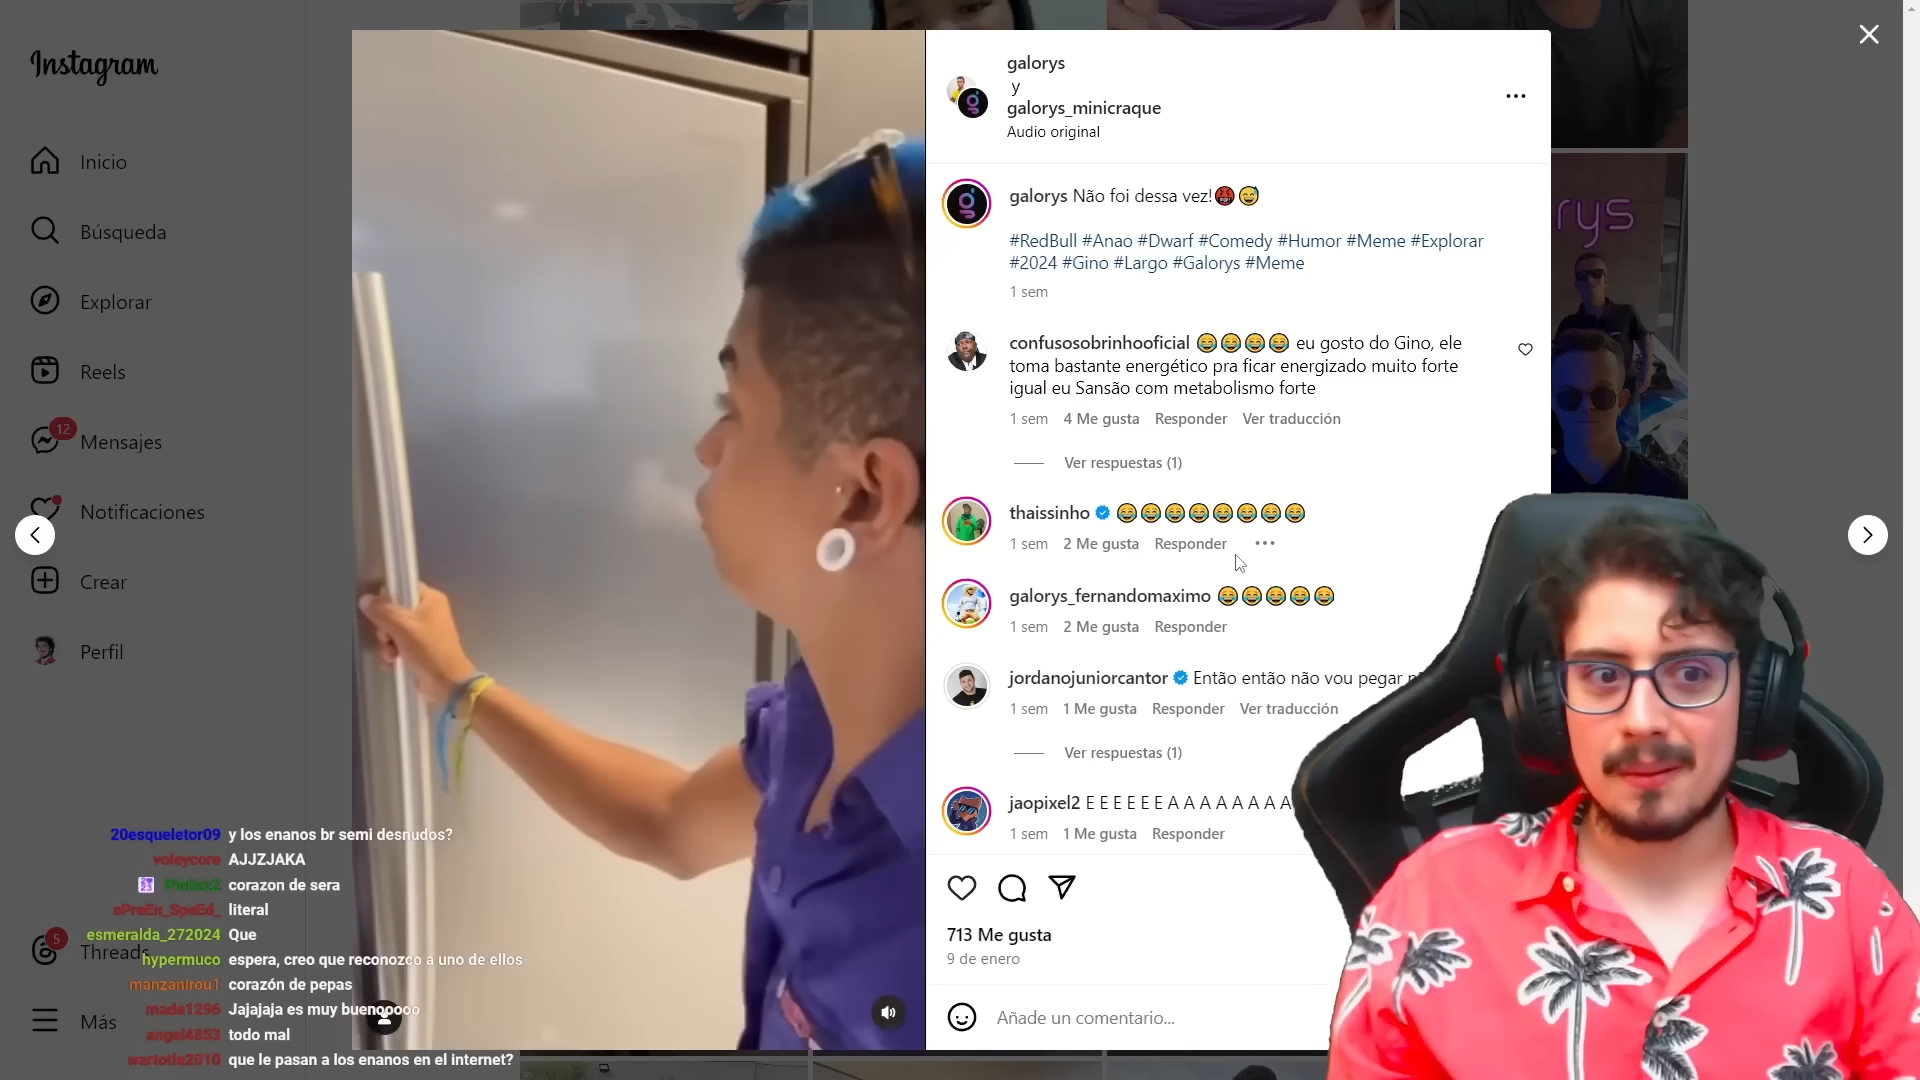 Instagram
Inicio
Búsqueda
Explorar
Reels
12
Mensajes
Notificaciones
Crear
Perfil
5
Threads
Más
galorys
y
galorys_minicraque
Audio original
galorys Não foi dessa vez!🤬😅
#RedBull #Anao #Dwarf #Comedy #Humor #Meme #Explorar
#2024 #Gino #Largo #Galorys #Meme
1 sem
confusosobrinhooficial 😂😂😂😂 eu gosto do Gino, ele
toma bastante energético pra ficar energizado muito forte
igual eu Sansão com metabolismo forte
1 sem 4 Me gusta Responder Ver traducción
Ver respuestas (1)
thaissinho 😂😂😂😂😂😂😂😂
1 sem 2 Me gusta Responder
galorys_fernandomaximo 😂😂😂😂😂
1 sem 2 Me gusta Responder
jordanojuniorcantor Então então não vou pegar
1 sem 1 Me gusta Responder Ver traducción
Ver respuestas (1)
jaopixel2 E E E E E E A A A A A A A A
1 sem 1 Me gusta Responder
713 Me gusta
9 de enero
Añade un comentario...
rys
20esqueletor09 y los enanos br semi desnudos?
voleycore AJJZJAKA
corazon de sera
literal
esmeralda_272024 Que
hypermuco espera, creo que reconozco a uno de ellos
manzanirou1 corazón de pepas
made1296 Jajajaja es muy buenooooo
angel4853 todo mal
wartotle2010 que le pasan a los enanos en el internet?